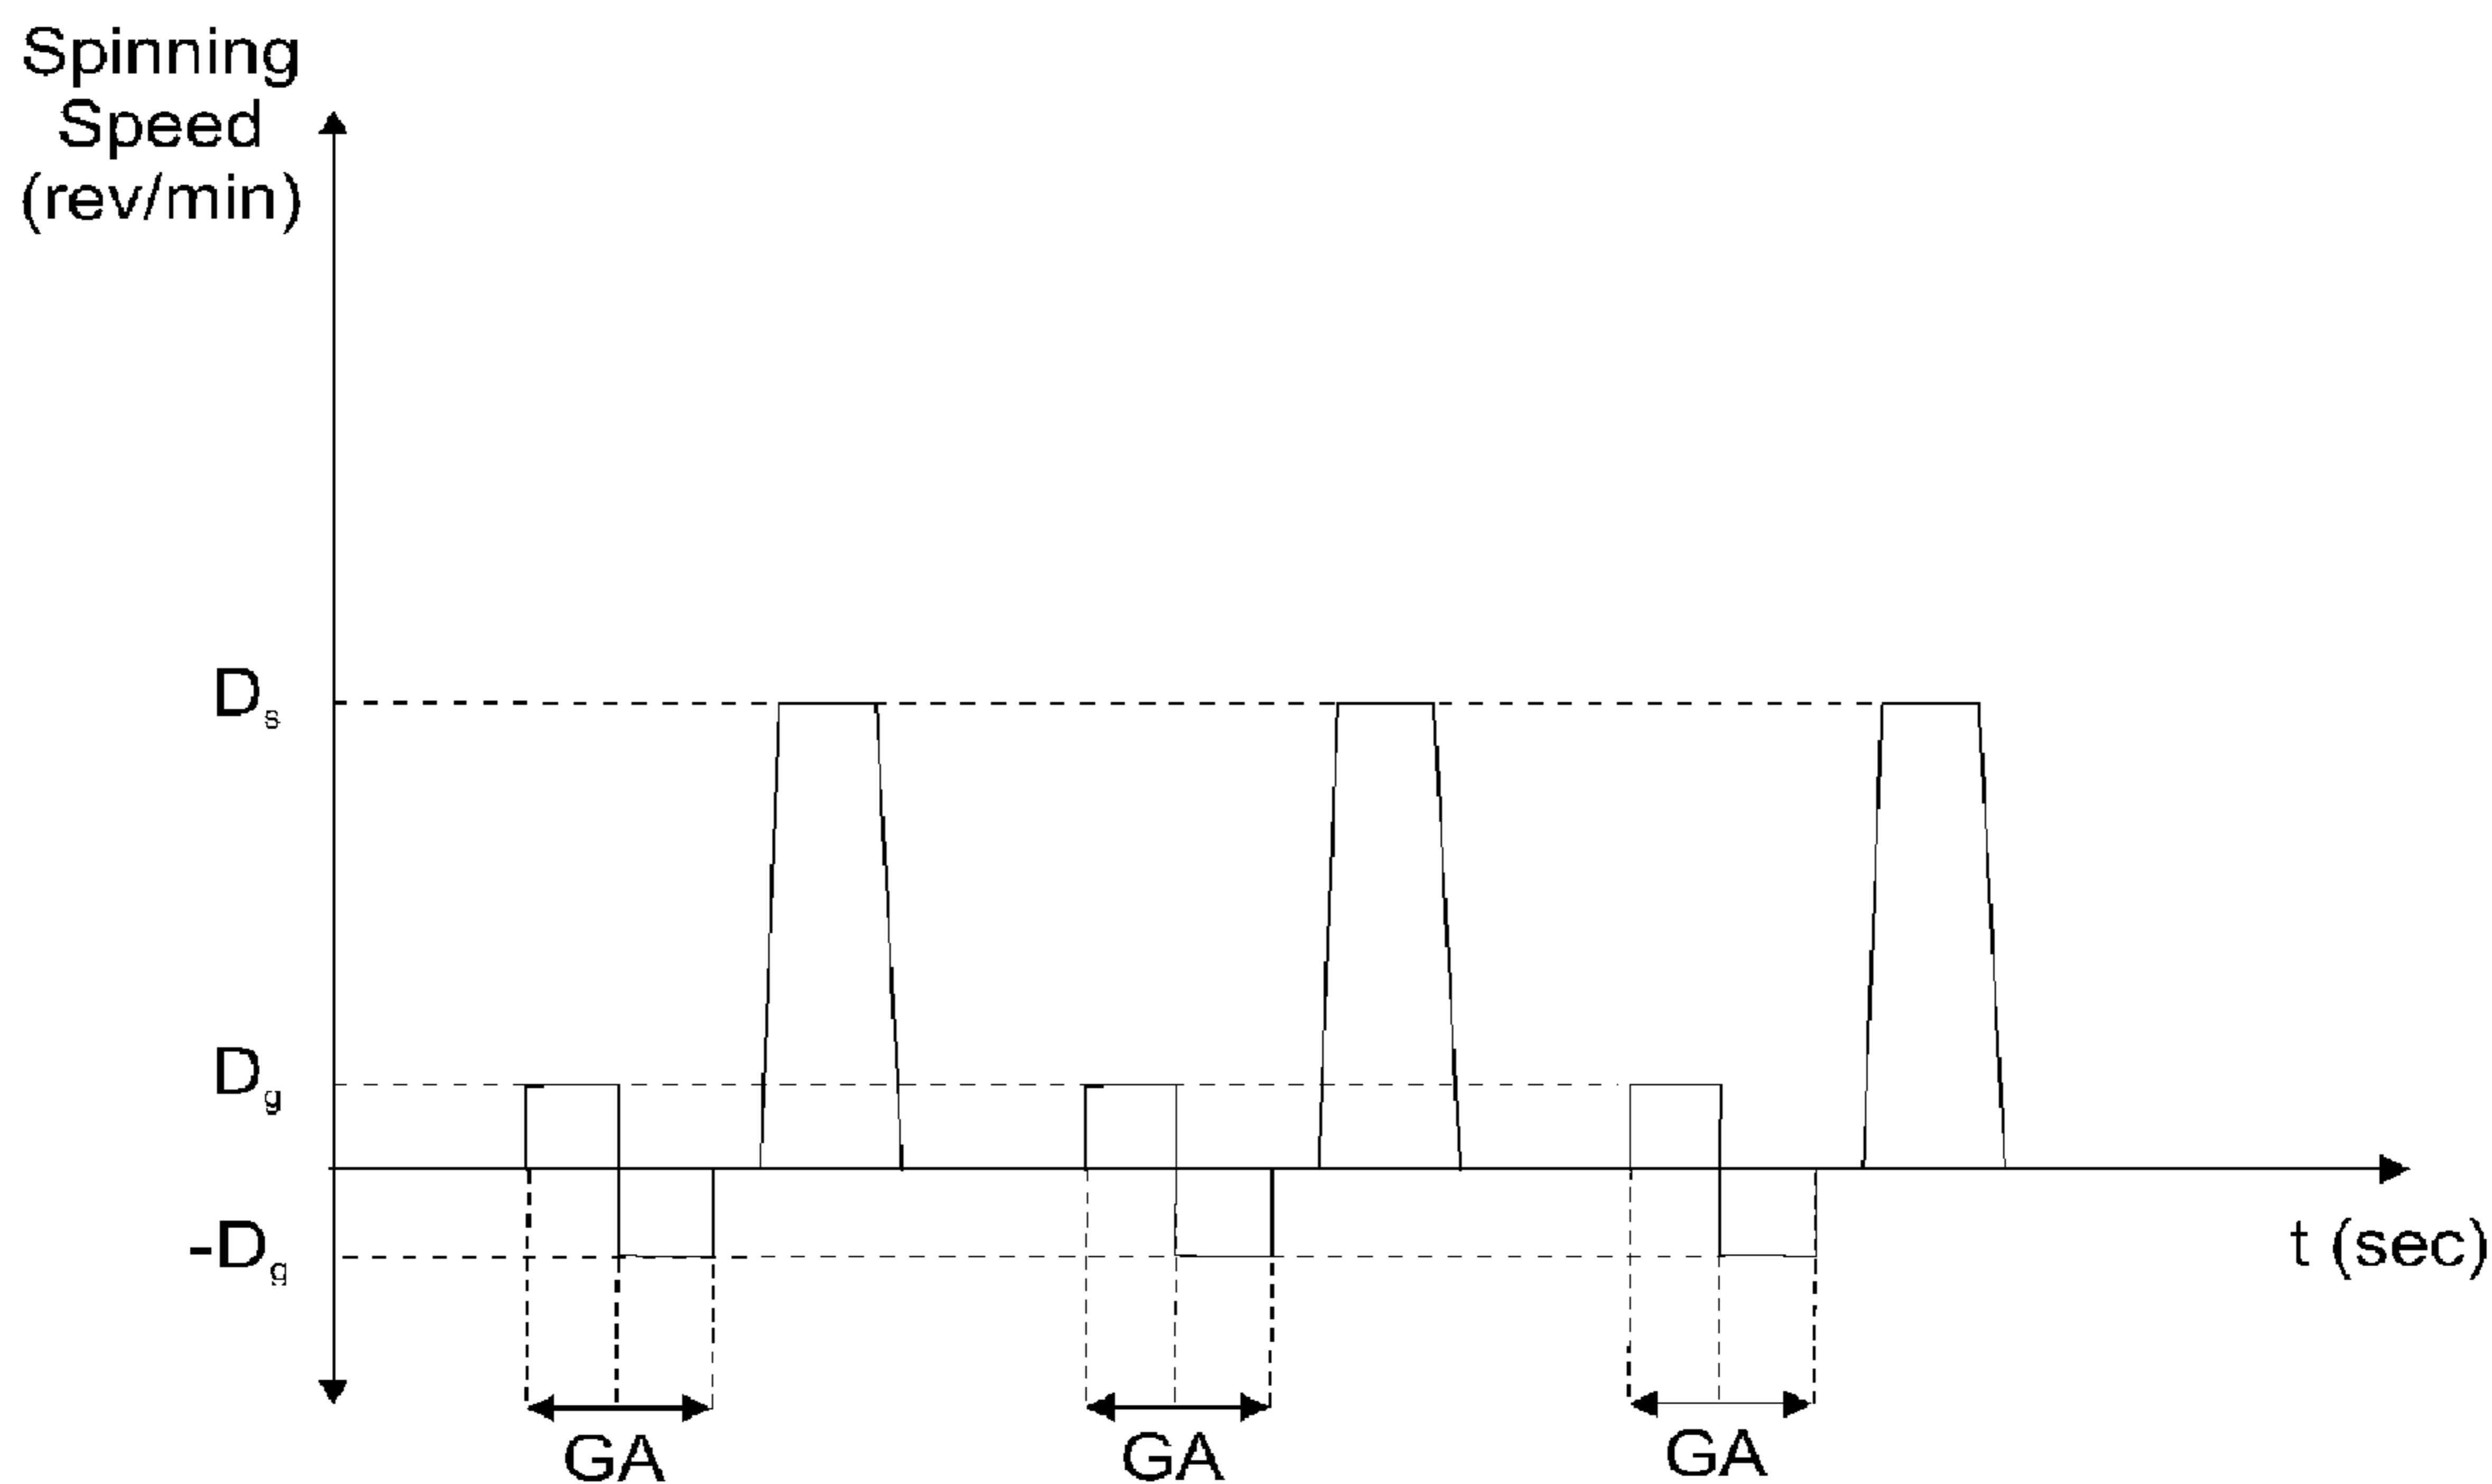 Spinning
Speed
(rev/min)
Ds
Dg
-Dg
t (sec)
GA GA GA